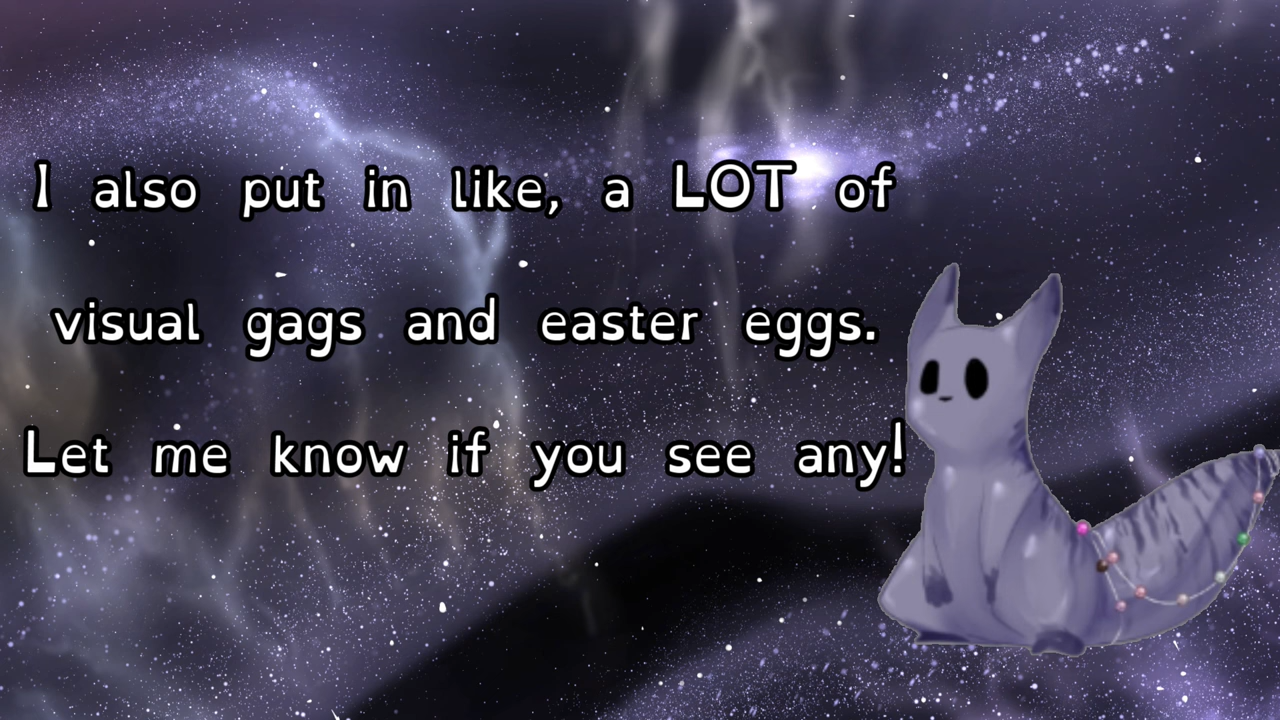 I also put in like, a LOT of
visual gags and easter eggs.
Let me know if you see any!